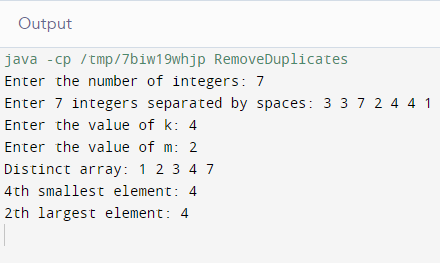 Output
java -cp /tmp/7biw19whjp RemoveDuplicates
Enter the number of integers: 7
Enter 7 integers separated by spaces: 3 3 7 2 4 4 1
Enter the value of k: 4
Enter the value of m: 2
Distinct array: 1 2 3 4 7
4th smallest element: 4
2th largest element: 4